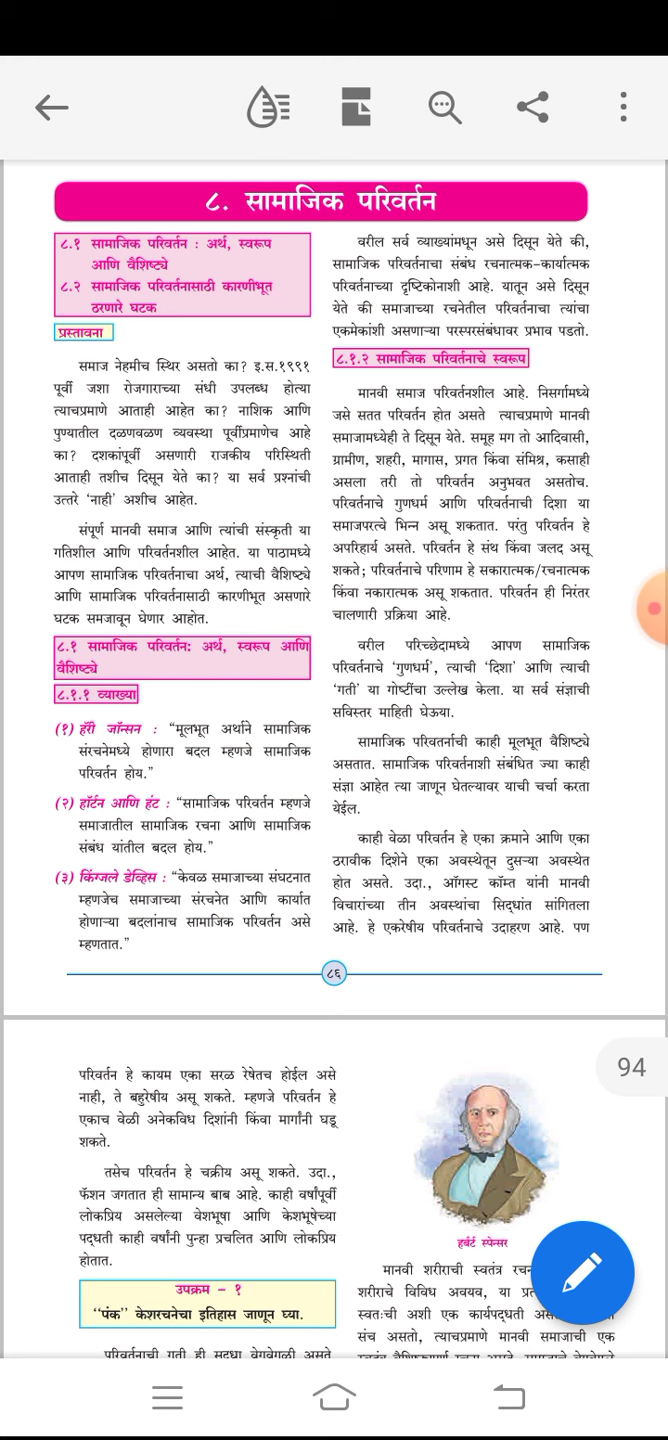 ८. सामाजिक परिवर्तन
८.१ सामाजिक परिवर्तन : अर्थ, स्वरूप
आणि वैशिष्ट्ये
८.२ सामाजिक परिवर्तनासाठी कारणीभूत
ठरणारे घटक
प्रस्तावना
समाज नेहमीच स्थिर असतो का? इ.स.१९९१
पूर्वी जशा रोजगाराच्या संधी उपलब्ध होत्या
त्याचप्रमाणे आताही आहेत का? नाशिक आणि
पुण्यातील दळणवळण व्यवस्था पूर्वीप्रमाणेच आहे
का? दशकांपूर्वी असणारी राजकीय परिस्थिती
आताही तशीच दिसून येते का? या सर्व प्रश्नांची
उत्तरे 'नाही' अशीच आहेत.
संपूर्ण मानवी समाज आणि त्यांची संस्कृती या
गतिशील आणि परिवर्तनशील आहेत. या पाठामध्ये
आपण सामाजिक परिवर्तनाचा अर्थ, त्याची वैशिष्ट्ये
आणि सामाजिक परिवर्तनासाठी कारणीभूत असणारे
घटक समजावून घेणार आहोत.
८.१ सामाजिक परिवर्तन: अर्थ, स्वरूप आणि
वैशिष्ट्ये
८.१.१ व्याख्या
(१) हॅरी जॉन्सन : "मूलभूत अर्थाने सामाजिक
संरचनेमध्ये होणारा बदल म्हणजे सामाजिक
परिवर्तन होय."
(२) हॉर्टन आणि हंट : "सामाजिक परिवर्तन म्हणजे
समाजातील सामाजिक रचना आणि सामाजिक
संबंध यांतील बदल होय."
(३) किंग्जले डेव्हिस : "केवळ समाजाच्या संघटनात
म्हणजेच समाजाच्या संरचनेत आणि कार्यात
होणाऱ्या बदलांनाच सामाजिक परिवर्तन असे
म्हणतात."
वरील सर्व व्याख्यांमधून असे दिसून येते की,
सामाजिक परिवर्तनाचा संबंध रचनात्मक-कार्यात्मक
परिवर्तनाच्या दृष्टिकोनाशी आहे. यातून असे दिसून
येते की समाजाच्या रचनेतील परिवर्तनाचा त्यांचा
एकमेकांशी असणाऱ्या परस्परसंबंधावर प्रभाव पडतो.
८.१.२ सामाजिक परिवर्तनाचे स्वरूप
मानवी समाज परिवर्तनशील आहे. निसर्गामध्ये
जसे सतत परिवर्तन होत असते त्याचप्रमाणे मानवी
समाजामध्येही ते दिसून येते. समूह मग तो आदिवासी,
ग्रामीण, शहरी, मागास, प्रगत किंवा संमिश्र, कसाही
असला तरी तो परिवर्तन अनुभवत असतोच.
परिवर्तनाचे गुणधर्म आणि परिवर्तनाची दिशा या
समाजपरत्वे भिन्न असू शकतात. परंतु परिवर्तन हे
अपरिहार्य असते. परिवर्तन हे संथ किंवा जलद असू
शकते; परिवर्तनाचे परिणाम हे सकारात्मक/रचनात्मक
किंवा नकारात्मक असू शकतात. परिवर्तन ही निरंतर
चालणारी प्रक्रिया आहे.
वरील परिच्छेदामध्ये आपण सामाजिक
परिवर्तनाचे 'गुणधर्म', त्याची 'दिशा' आणि त्याची
'गती' या गोष्टींचा उल्लेख केला. या सर्व संज्ञाची
सविस्तर माहिती घेऊया.
सामाजिक परिवतर्नाची काही मूलभूत वैशिष्ट्ये
असतात. सामाजिक परिवर्तनाशी संबंधित ज्या काही
संज्ञा आहेत त्या जाणून घेतल्यावर याची चर्चा करता
येईल.
काही वेळा परिवर्तन हे एका क्रमाने आणि एका
ठरावीक दिशेने एका अवस्थेतून दुसऱ्या अवस्थेत
होत असते. उदा., ऑगस्ट कॉम्त यांनी मानवी
विचारांच्या तीन अवस्थांचा सिद्धांत सांगितला
आहे. हे एकरेषीय परिवर्तनाचे उदाहरण आहे. पण
८६
94
परिवर्तन हे कायम एका सरळ रेषेतच होईल असे
नाही, ते बहुरेषीय असू शकते. म्हणजे परिवर्तन हे
एकाच वेळी अनेकविध दिशांनी किंवा मार्गांनी घडू
शकते.
तसेच परिवर्तन हे चक्रीय असू शकते. उदा.,
फॅशन जगतात ही सामान्य बाब आहे. काही वर्षांपूर्वी
लोकप्रिय असलेल्या वेशभूषा आणि केशभूषेच्या
पद्धती काही वर्षांनी पुन्हा प्रचलित आणि लोकप्रिय
होतात.
उपक्रम - १
"पंक" केशरचनेचा इतिहास जाणून घ्या.
परिवर्तनाची गती ही सुद्धा वेगवेगळी असते.
हर्बर्ट स्पेन्सर
मानवी शरीराची स्वतंत्र
शरीराचे विविध अवयव, या
स्वतःची अशी एक कार्यपद्धती
संच असतो, त्याचप्रमाणे मानवी समाजाची एक